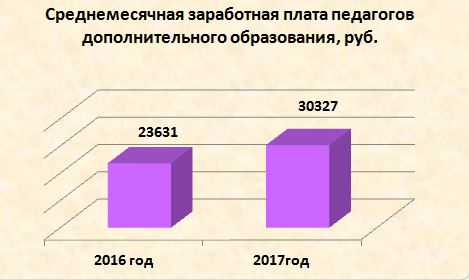 Среднемесячная заработная плата педагогов
дополнительного образования, руб.
30327
23631
2016 год
2017год